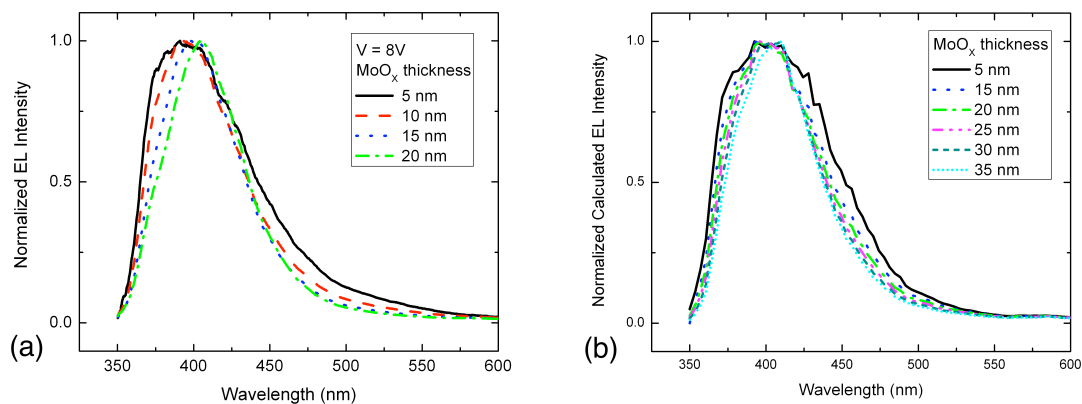 (a)
Normalized EL Intensity
1.0
0.5
0.0
V = 8V
MoOx thickness
5 nm
10 nm
15 nm
20 nm
350 400 450 500 550 600
Wavelength (nm)
(b)
Normalized Calculated EL Intensity
1.0
0.5
0.0
MoOx thickness
5 nm
15 nm
20 nm
25 nm
30 nm
35 nm
350 400 450 500 550 600
Wavelength (nm)